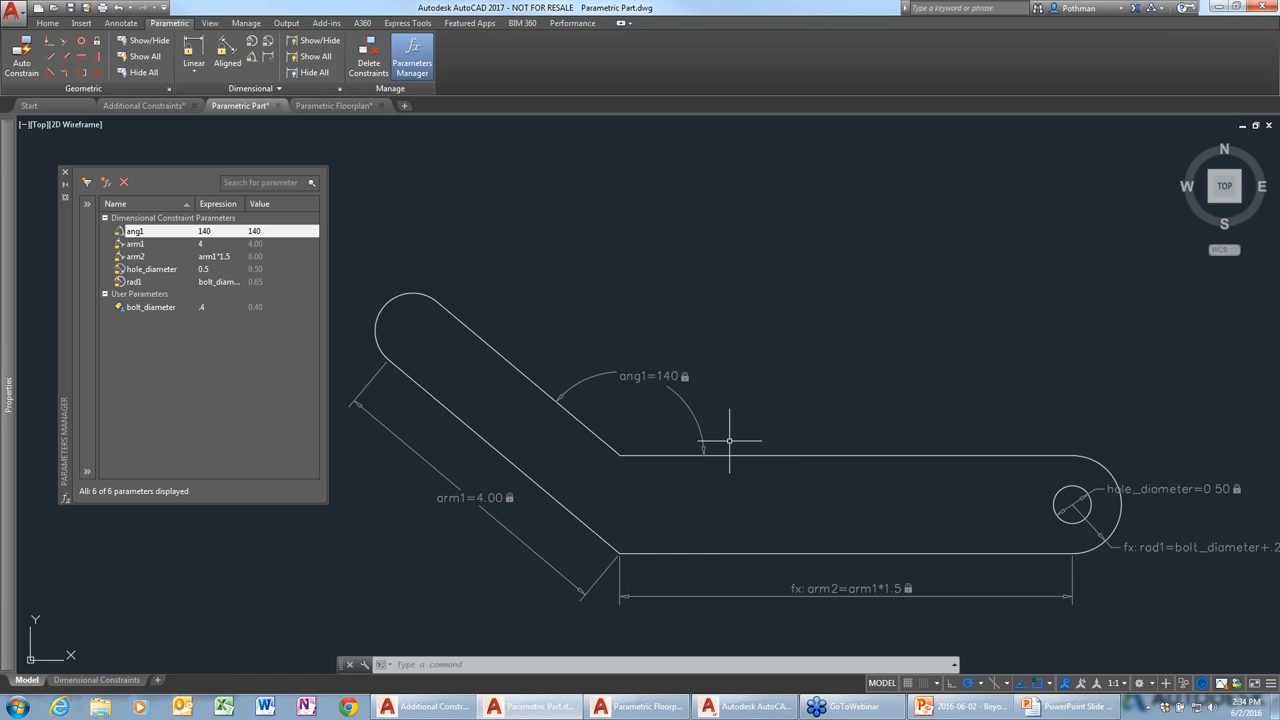 Autodesk AutoCAD 2017 - NOT FOR RESALE Parametric Part.dwg
Type a keyword or phrase
Pothman
Home Insert Annotate Parametric View Manage Output Add-ins A360 Express Tools Featured Apps BIM 360 Performance
Auto Constrain
Show/Hide
Show All
Hide All
Linear
Aligned
Show/Hide
Show All
Hide All
Delete Constraints
fx
Parameters Manager
Geometric
Dimensional
Manage
Start Additional Constraints* Parametric Part* Parametric Floorplan*
[−][Top][2D Wireframe]
N
W TOP E
S
WCS
Search for parameter
Name Expression Value
Dimensional Constraint Parameters
ang1 140 140
arm1 4 4.00
arm2 arm1*1.5 6.00
hole_diameter 0.5 0.50
rad1 bolt_diam... 0.65
User Parameters
bolt_diameter .4 0.40
All: 6 of 6 parameters displayed
PARAMETERS MANAGER
Properties
ang1=140
arm1=4.00
hole_diameter=0 50
fx: rad1=bolt_diameter+.2
fx: arm2=arm1*1.5
Y
X
Type a command
Model Dimensional Constraints
MODEL
1:1
Additional Constr...
Parametric Part.d...
Parametric Floorp...
Autodesk AutoCA...
GoToWebinar
2016-06-02 - Beyo...
PowerPoint Slide ...
2:34 PM
6/2/2016